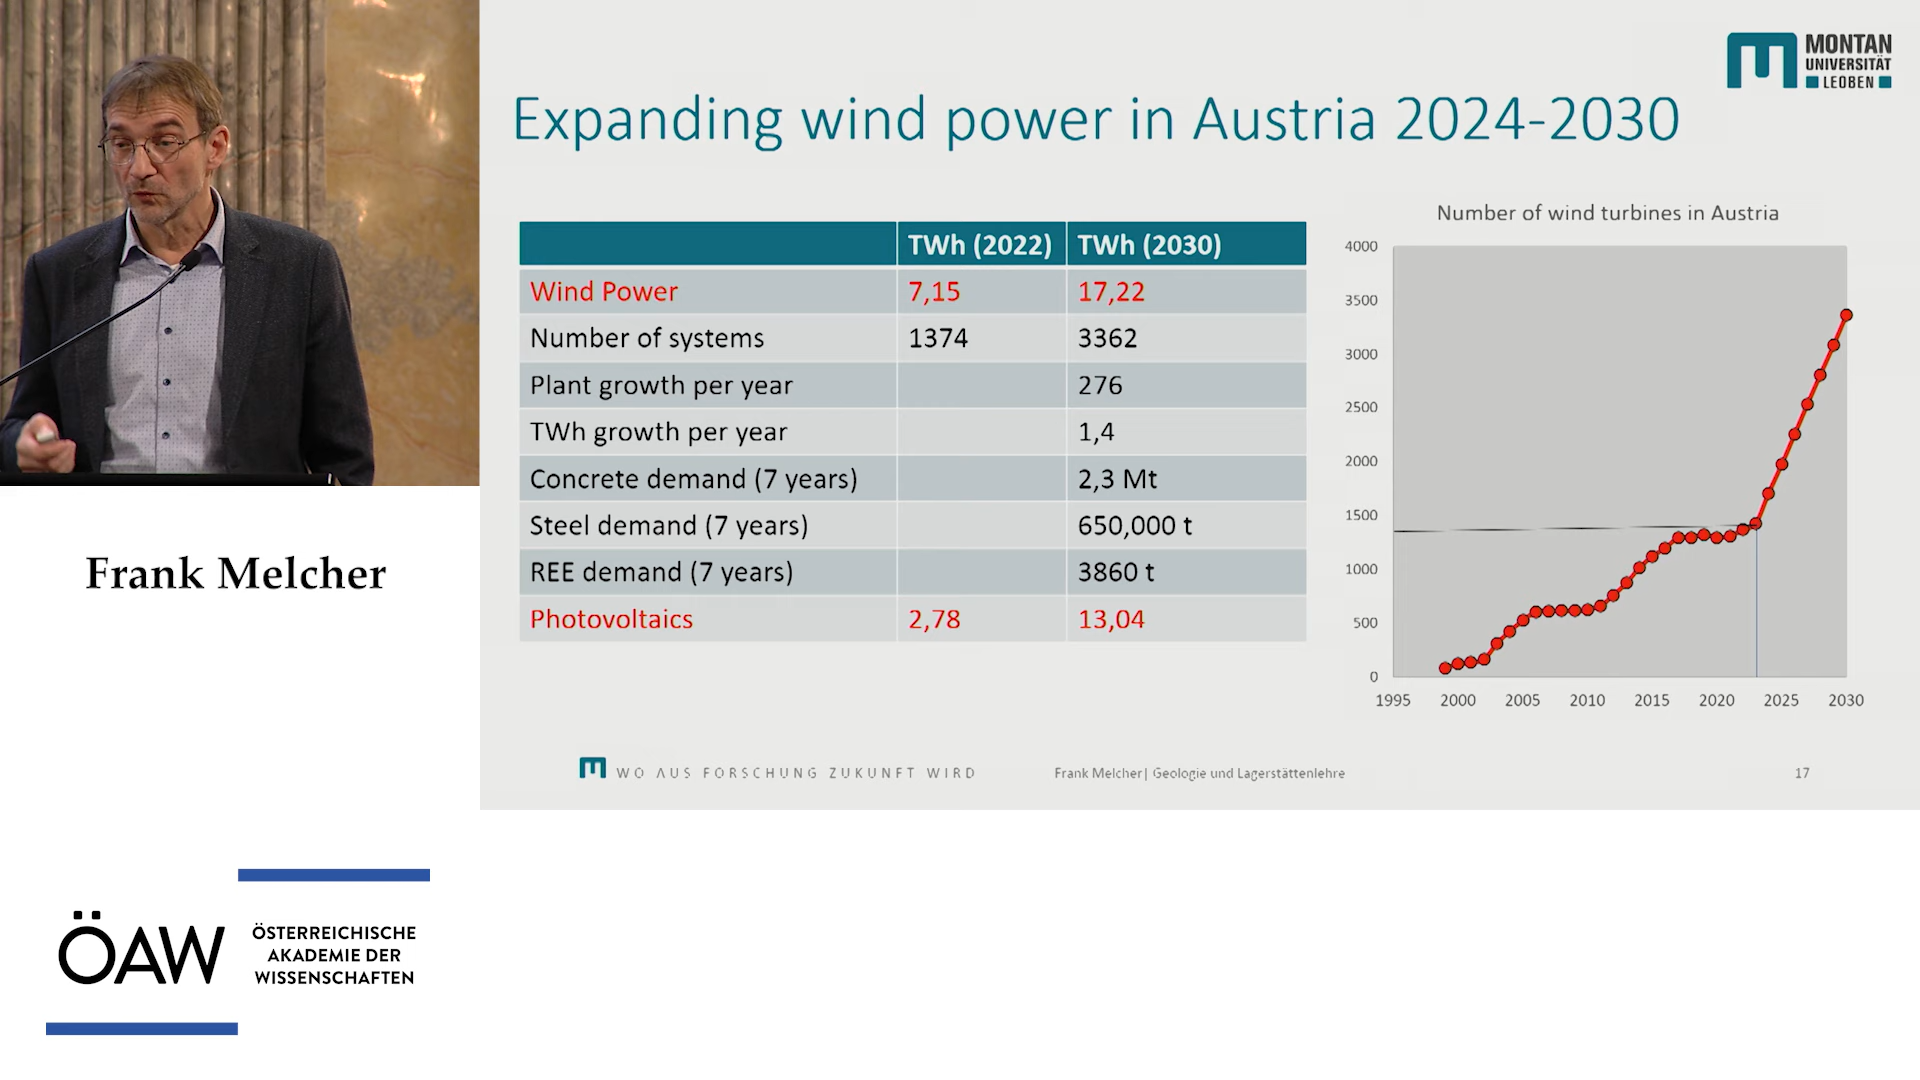 MONTAN
UNIVERSITÄT
LEOBEN
Expanding wind power in Austria 2024-2030
TWh (2022) TWh (2030)
Wind Power 7,15 17,22
Number of systems 1374 3362
Plant growth per year 276
TWh growth per year 1,4
Concrete demand (7 years) 2,3 Mt
Steel demand (7 years) 650,000 t
REE demand (7 years) 3860 t
Photovoltaics 2,78 13,04
Number of wind turbines in Austria
4000
3500
3000
2500
2000
1500
1000
500
0
1995 2000 2005 2010 2015 2020 2025 2030
WO AUS FORSCHUNG ZUKUNFT WIRD
Frank Melcher| Geologie und Lagerstättenlehre
17
Frank Melcher
ÖAW
ÖSTERREICHISCHE
AKADEMIE DER
WISSENSCHAFTEN